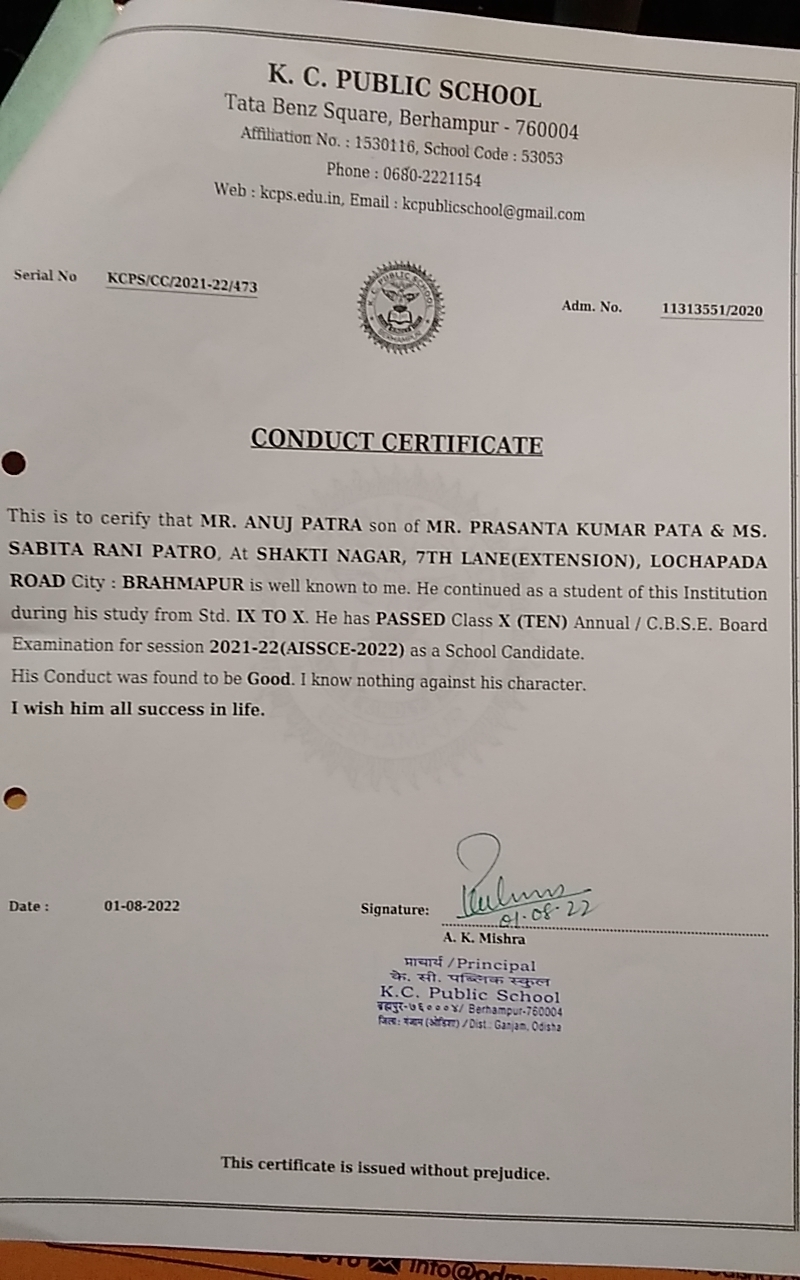 K. C. PUBLIC SCHOOL
Tata Benz Square, Berhampur - 760004
Affiliation No. : 1530116, School Code : 53053
Phone : 0680-2221154
Web : kcps.edu.in, Email : kcpublicschool@gmail.com
Serial No KCPS/CC/2021-22/473
K. C. PUBLIC SCHOOL
BERHAMPUR
Adm. No. 11313551/2020
CONDUCT CERTIFICATE
This is to cerify that MR. ANUJ PATRA son of MR. PRASANTA KUMAR PATA & MS.
SABITA RANI PATRO, At SHAKTI NAGAR, 7TH LANE(EXTENSION), LOCHAPADA
ROAD City : BRAHMAPUR is well known to me. He continued as a student of this Institution
during his study from Std. IX TO X. He has PASSED Class X (TEN) Annual / C.B.S.E. Board
Examination for session 2021-22(AISSCE-2022) as a School Candidate.
His Conduct was found to be Good. I know nothing against his character.
I wish him all success in life.
Date : 01-08-2022
Signature:
01-08-22
A. K. Mishra
प्राचार्य / Principal
के. सी. पब्लिक स्कुल
K.C. Public School
ब्रह्मपुर-७६०००४/ Berhampur-760004
जिला: गंजाम (ओडिशा) / Dist.: Ganjam, Odisha
This certificate is issued without prejudice.